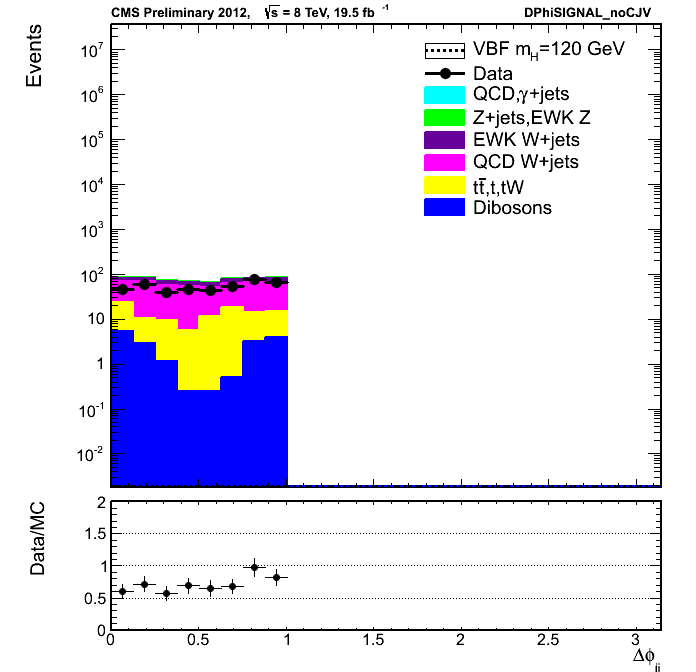 CMS Preliminary 2012, √s = 8 TeV, 19.5 fb⁻¹ DPhiSIGNAL_noCJV
Events
10⁷
10⁶
10⁵
10⁴
10³
10²
10
1
10⁻¹
10⁻²
VBF m_H=120 GeV
Data
QCD,γ+jets
Z+jets,EWK Z
EWK W+jets
QCD W+jets
tt̄,t,tW
Dibosons
Data/MC
2
1.5
1
0.5
0
0 0.5 1 1.5 2 2.5 3
Δϕ_jj